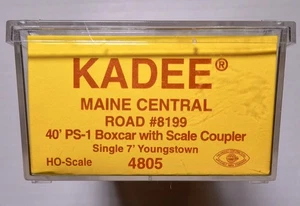 KADEE®
MAINE CENTRAL
ROAD #8199
40' PS-1 Boxcar with Scale Coupler
Single 7' Youngstown
HO-Scale 4805